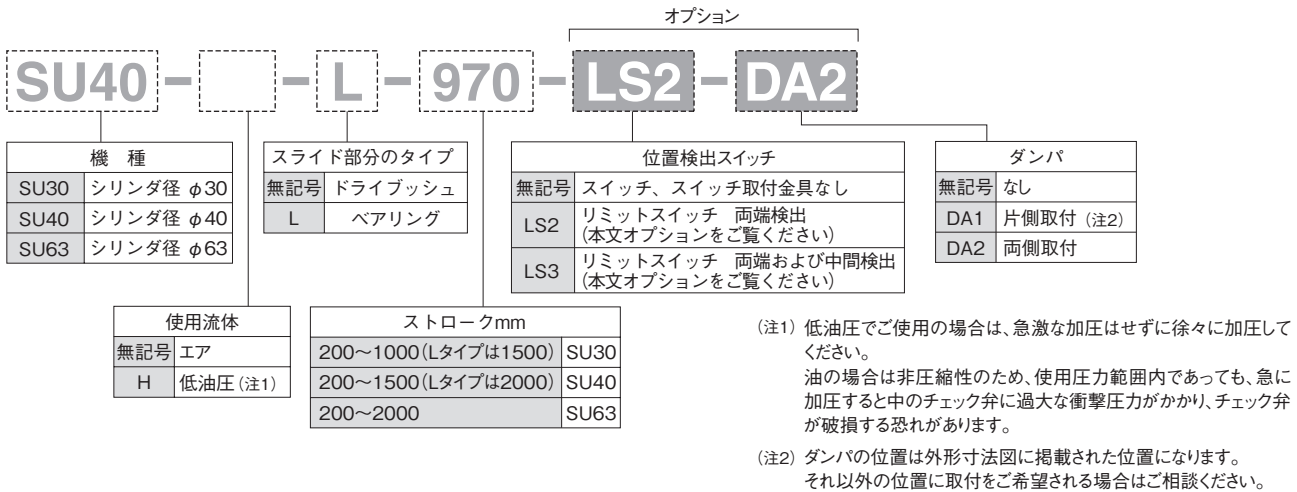 オプション
SU40 - - L - 970 - LS2 - DA2
機　種
SU30 シリンダ径 φ30
SU40 シリンダ径 φ40
SU63 シリンダ径 φ63
スライド部分のタイプ
無記号 ドライブッシュ
L ベアリング
位置検出スイッチ
無記号 スイッチ、スイッチ取付金具なし
LS2 リミットスイッチ　両端検出
(本文オプションをご覧ください)
LS3 リミットスイッチ　両端および中間検出
(本文オプションをご覧ください)
ダンパ
無記号 なし
DA1 片側取付 (注2)
DA2 両側取付
使用流体
無記号 エア
H 低油圧 (注1)
ストロークmm
200～1000(Lタイプは1500) SU30
200～1500(Lタイプは2000) SU40
200～2000 SU63
(注1) 低油圧でご使用の場合は、急激な加圧はせずに徐々に加圧して
ください。
油の場合は非圧縮性のため、使用圧力範囲内であっても、急に
加圧すると中のチェック弁に過大な衝撃圧力がかかり、チェック弁
が破損する恐れがあります。
(注2) ダンパの位置は外形寸法図に掲載された位置になります。
それ以外の位置に取付をご希望される場合はご相談ください。